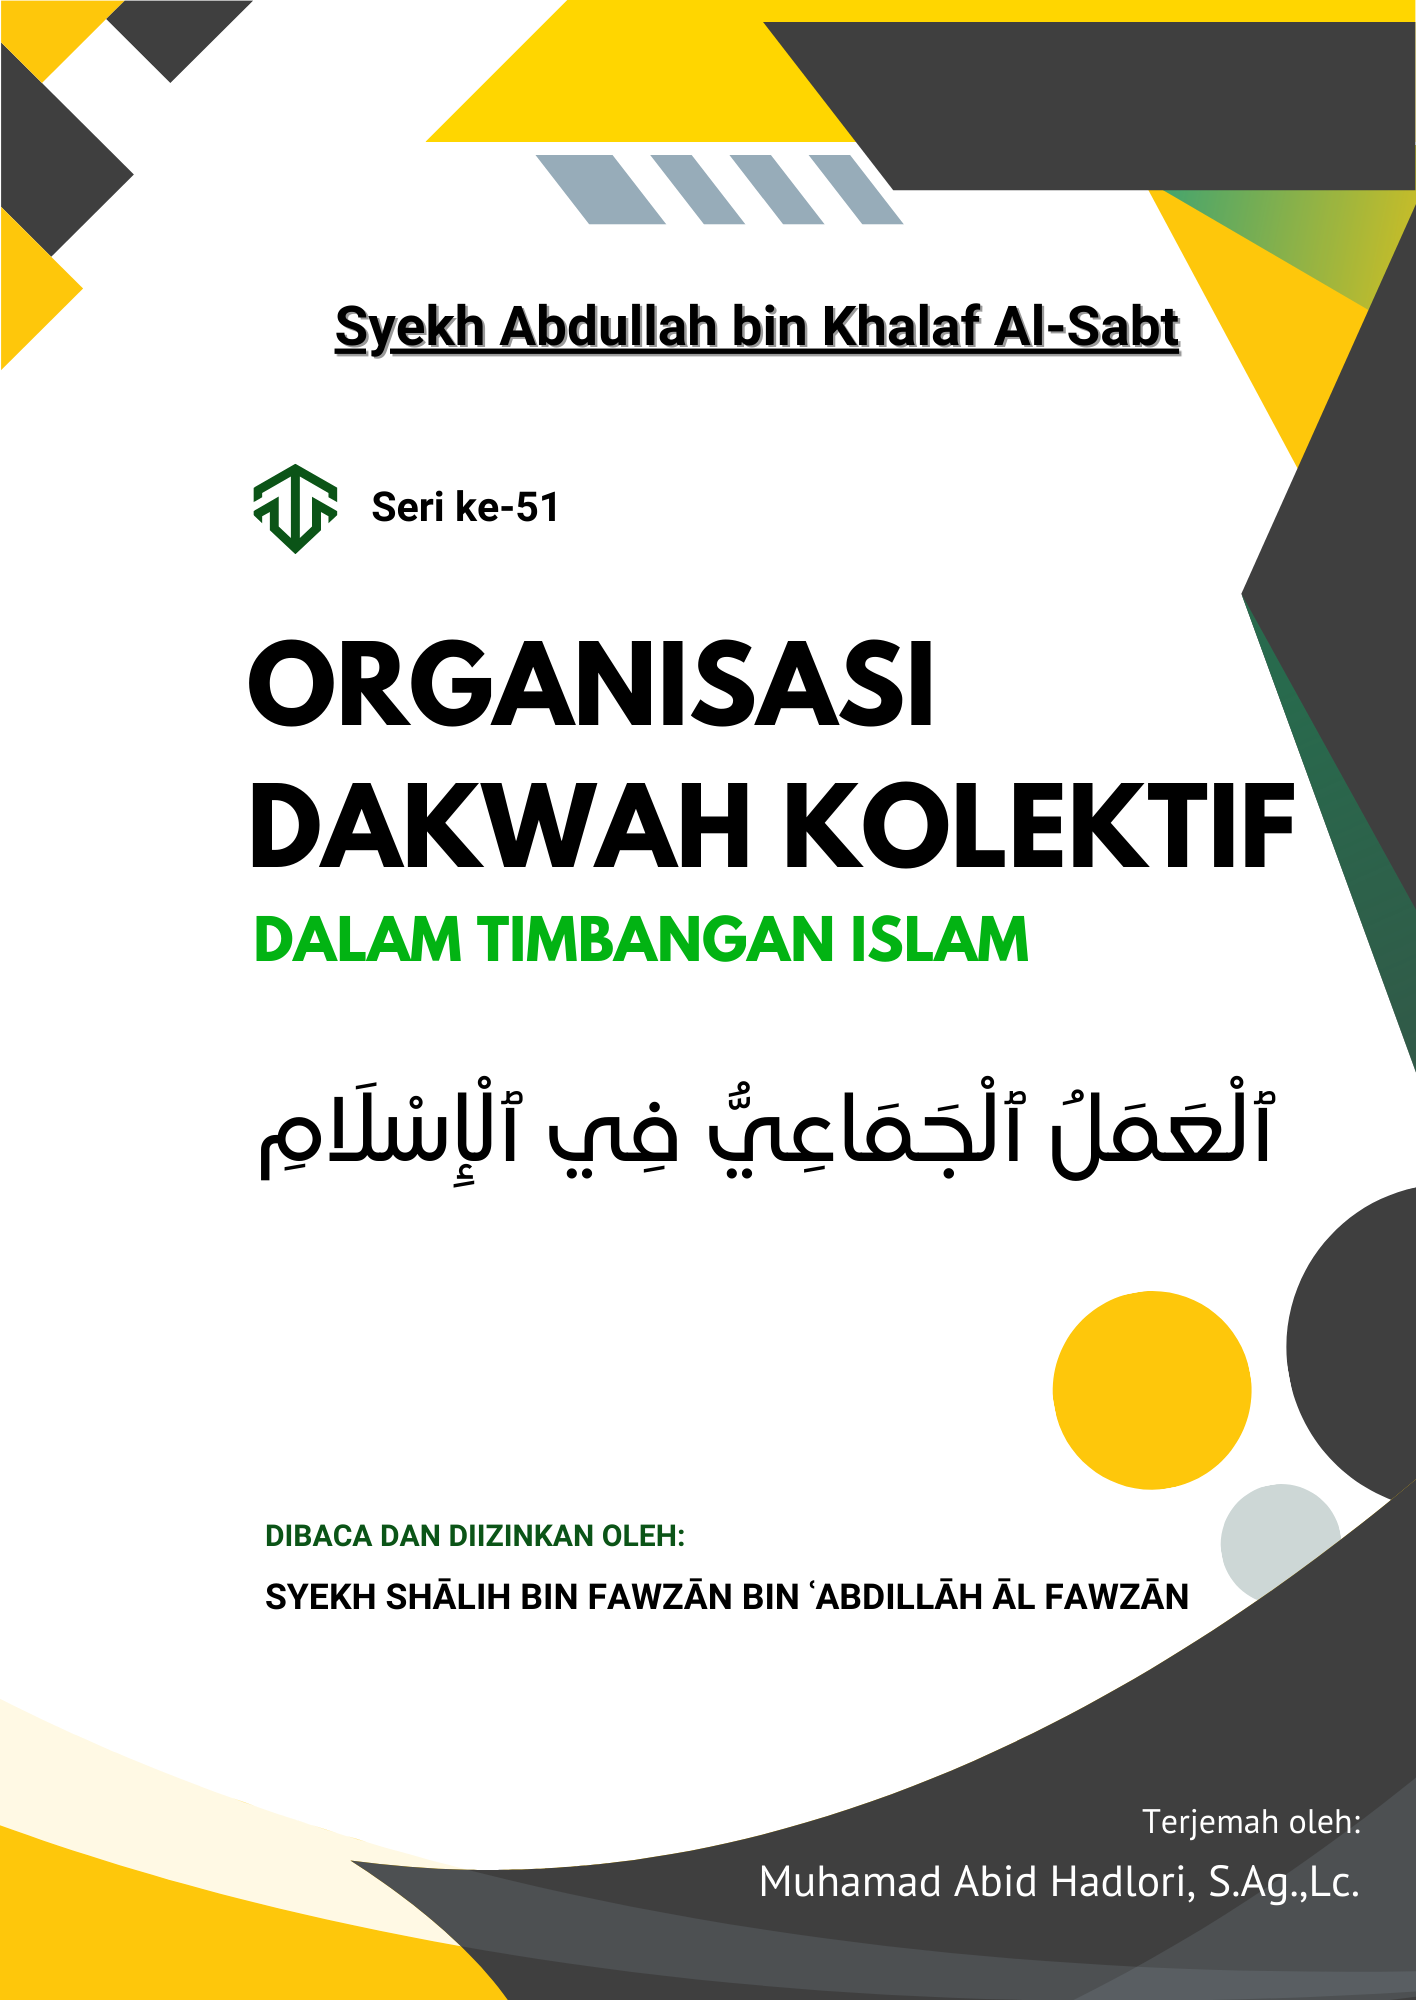 Syekh Abdullah bin Khalaf Al-Sabt
Seri ke-51
ORGANISASI
DAKWAH KOLEKTIF
DALAM TIMBANGAN ISLAM
ٱلْعَمَلُ ٱلْجَمَاعِيُّ فِي ٱلْإِسْلَامِ
DIBACA DAN DIIZINKAN OLEH:
SYEKH SHĀLIH BIN FAWZĀN BIN ʿABDILLĀH ĀL FAWZĀN
Terjemah oleh:
Muhamad Abid Hadlori, S.Ag.,Lc.